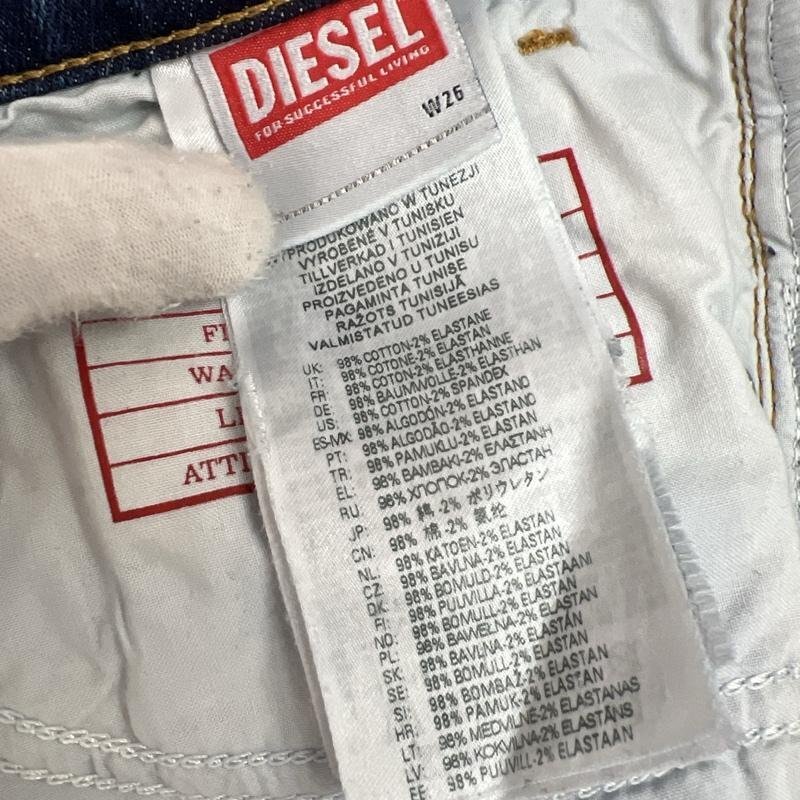 DIESEL
FOR SUCCESSFUL LIVING
W26
WYPRODUKOWANO W TUNEZJI
VYROBENÉ V TUNISKU
TILLVERKAD I TUNISIEN
IZDELANO V TUNIZIJI
PROIZVEDENO U TUNISU
PAGAMINTA TUNISE
RAŽOTS TUNISIJĀ
VALMISTATUD TUNEESIAS
UK: 98% COTTON-2% ELASTANE
IT: 98% COTONE-2% ELASTAN
FR: 98% COTON-2% ELASTHANNE
DE: 98% BAUMWOLLE-2% ELASTHAN
US: 98% COTTON-2% SPANDEX
ES-MX: 98% ALGODÓN-2% ELASTANO
PT: 98% ALGODÃO-2% ELASTANO
TR: 98% PAMUKLU-2% ELASTAN
EL: 98% ΒΑΜΒΑΚΙ-2% ΕΛΑΣΤΑΝΗ
RU: 98% ХЛОПОК-2% ЭЛАСТАН
JP: 98% 綿 -2% ポリウレタン
CN: 98% 棉 -2% 氨纶
NL: 98% KATOEN-2% ELASTAN
CZ: 98% BAVLNA-2% ELASTAN
DK: 98% BOMULD-2% ELASTAN
FI: 98% PUUVILLA-2% ELASTAANI
NO: 98% BOMULL-2% ELASTAN
PL: 98% BAWEŁNA-2% ELASTAN
SK: 98% BAVLNA-2% ELASTÁN
SE: 98% BOMULL-2% ELASTAN
SI: 98% BOMBAŽ-2% ELASTAN
HR: 98% PAMUK-2% ELASTAN
LT: 98% MEDVILNĖ-2% ELASTANAS
LV: 98% KOKVILNA-2% ELASTĀNS
EE: 98% PUUVILL-2% ELASTAAN